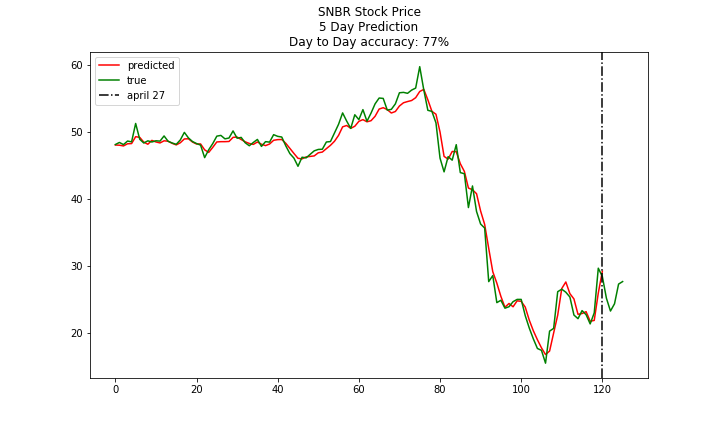 SNBR Stock Price
5 Day Prediction
Day to Day accuracy: 77%
predicted
true
april 27
60
50
40
30
20
0
20
40
60
80
100
120